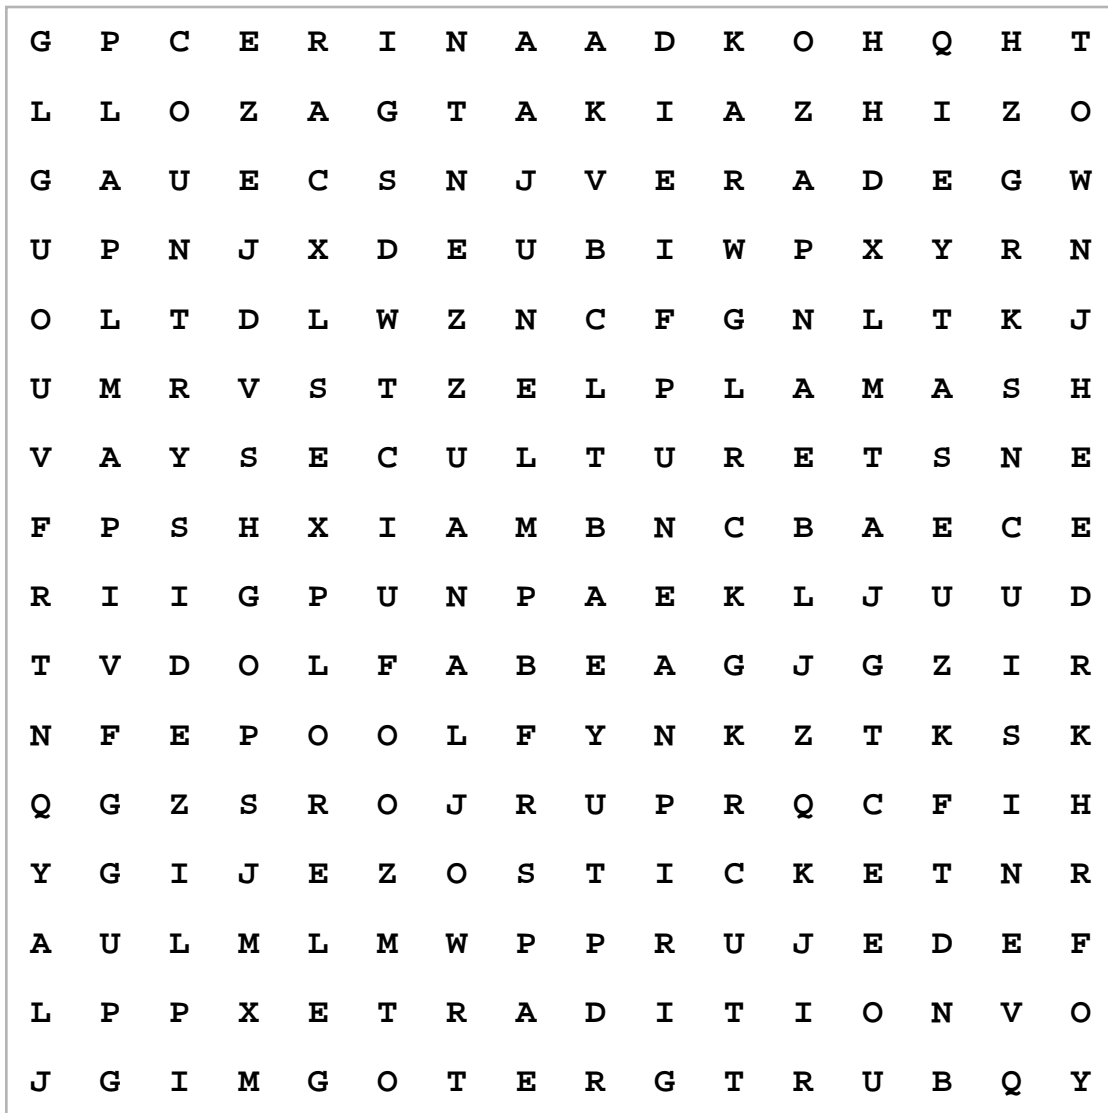 G P C E R I N A A D K O H Q H T
L L O Z A G T A K I A Z H I Z O
G A U E C S N J V E R A D E G W
U P N J X D E U B I W P X Y R N
O L T D L W Z N C F G N L T K J
U M R V S T Z E L P L A M A S H
V A Y S E C U L T U R E T S N E
F P S H X I A M B N C B A E C E
R I I G P U N P A E K L J U U D
T V D O L F A B E A G J G Z I R
N F E P O O L F Y N K Z T K S K
Q G Z S R O J R U P R Q C F I H
Y G I J E Z O S T I C K E T N R
A U L M L M W P P R U J E D E F
L P P X E T R A D I T I O N V O
J G I M G O T E R G T R U B Q Y